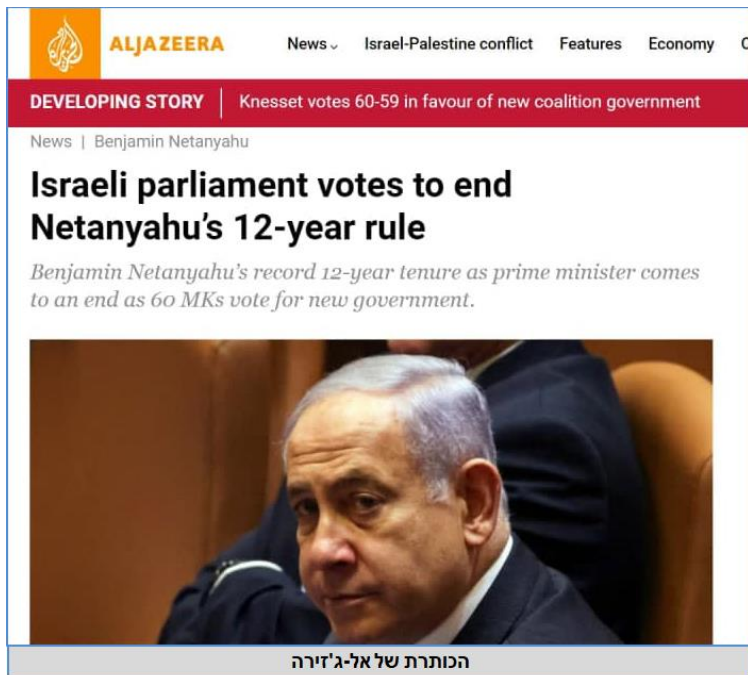 ALJAZEERA News Israel-Palestine conflict Features Economy
DEVELOPING STORY Knesset votes 60-59 in favour of new coalition government
News | Benjamin Netanyahu
Israeli parliament votes to end
Netanyahu's 12-year rule
Benjamin Netanyahu's record 12-year tenure as prime minister comes
to an end as 60 MKs vote for new government.
הכותרת של אל-ג'זירה